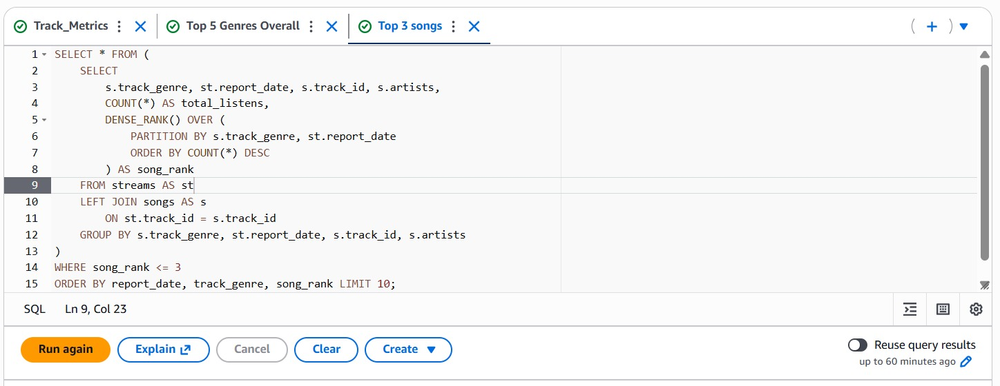 Track_Metrics Top 5 Genres Overall Top 3 songs
1 SELECT * FROM (
2 SELECT
3 s.track_genre, st.report_date, s.track_id, s.artists,
4 COUNT(*) AS total_listens,
5 DENSE_RANK() OVER (
6 PARTITION BY s.track_genre, st.report_date
7 ORDER BY COUNT(*) DESC
8 ) AS song_rank
9 FROM streams AS st
10 LEFT JOIN songs AS s
11 ON st.track_id = s.track_id
12 GROUP BY s.track_genre, st.report_date, s.track_id, s.artists
13 )
14 WHERE song_rank <= 3
15 ORDER BY report_date, track_genre, song_rank LIMIT 10;
SQL Ln 9, Col 23
Run again Explain Cancel Clear Create Reuse query results
up to 60 minutes ago